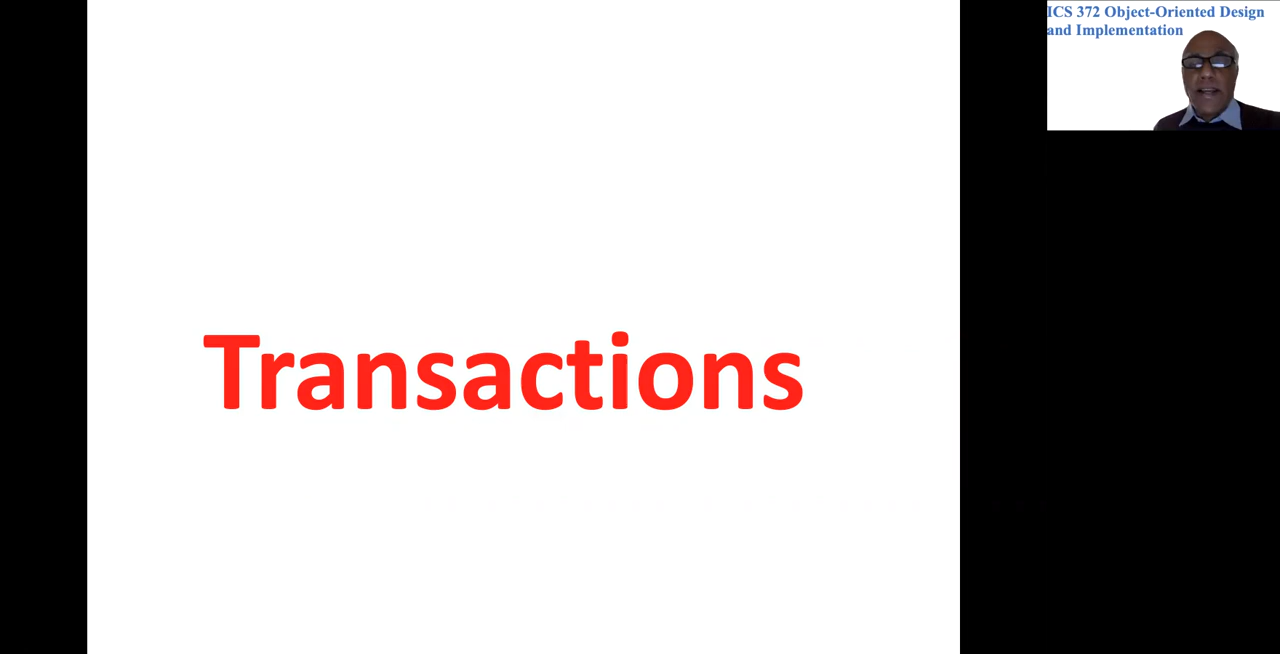 ICS 372 Object-Oriented Design
and Implementation
Transactions